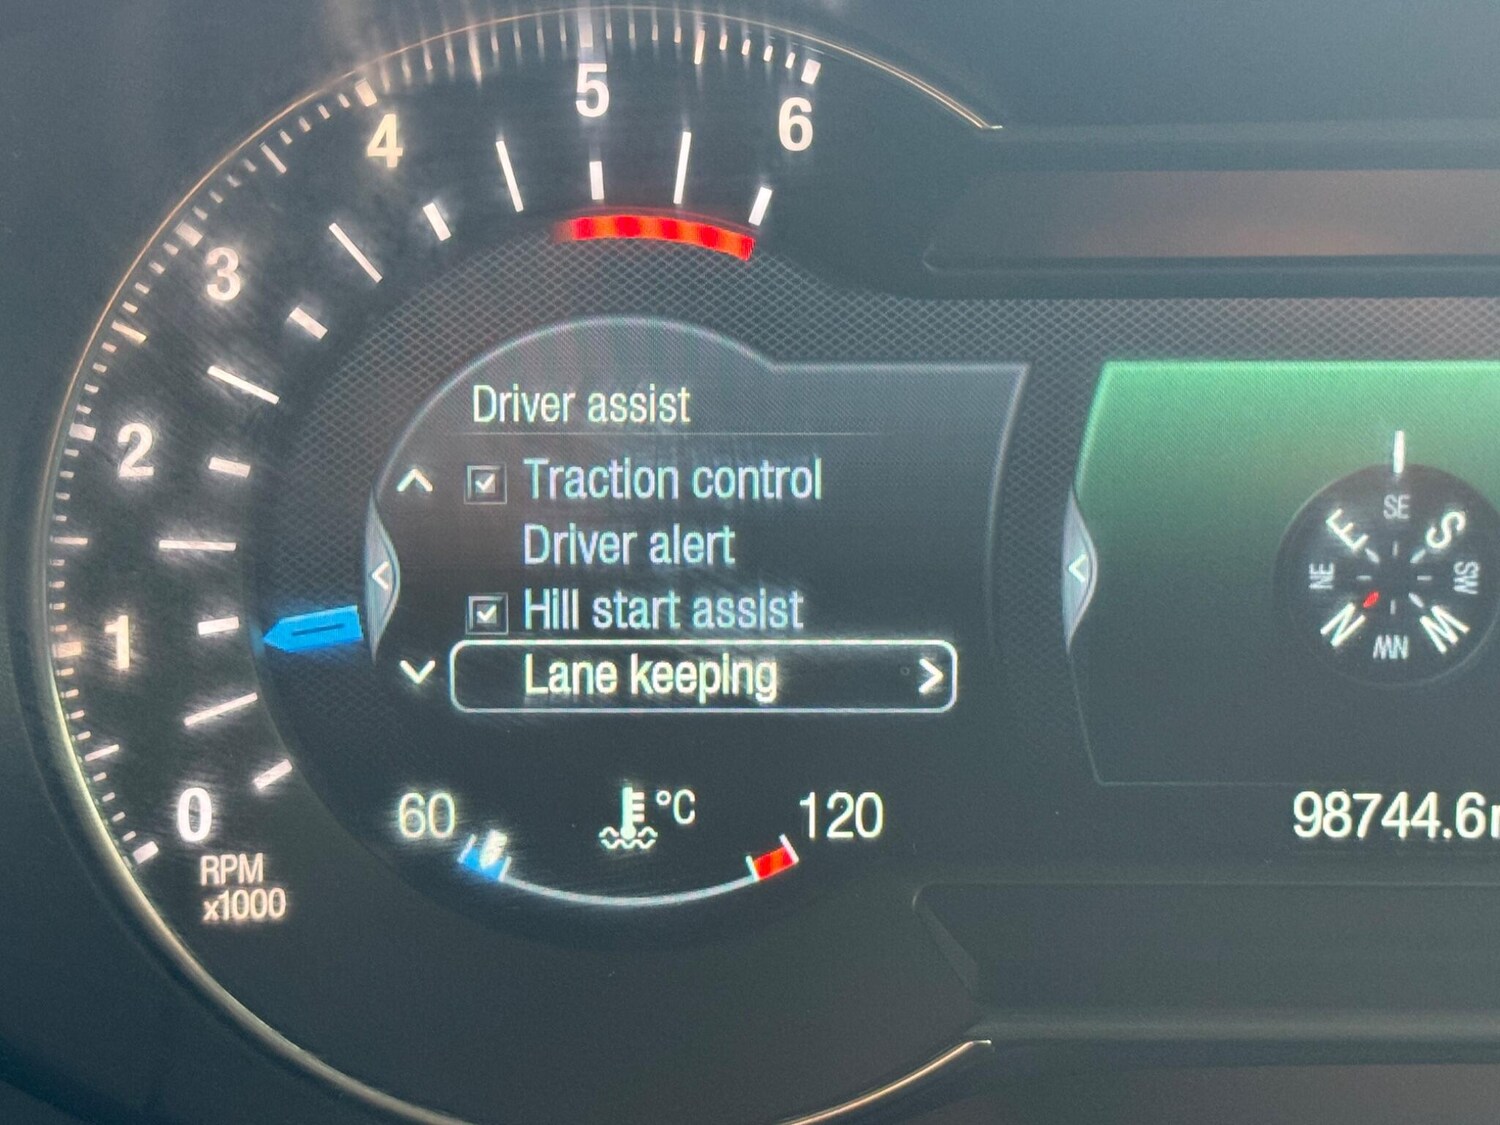 6
5
4
3
2
1
0
RPM
x1000
Driver assist
Traction control
Driver alert
Hill start assist
Lane keeping
60
°C
120
SE
E
S
NE
SW
N
W
NW
98744.6